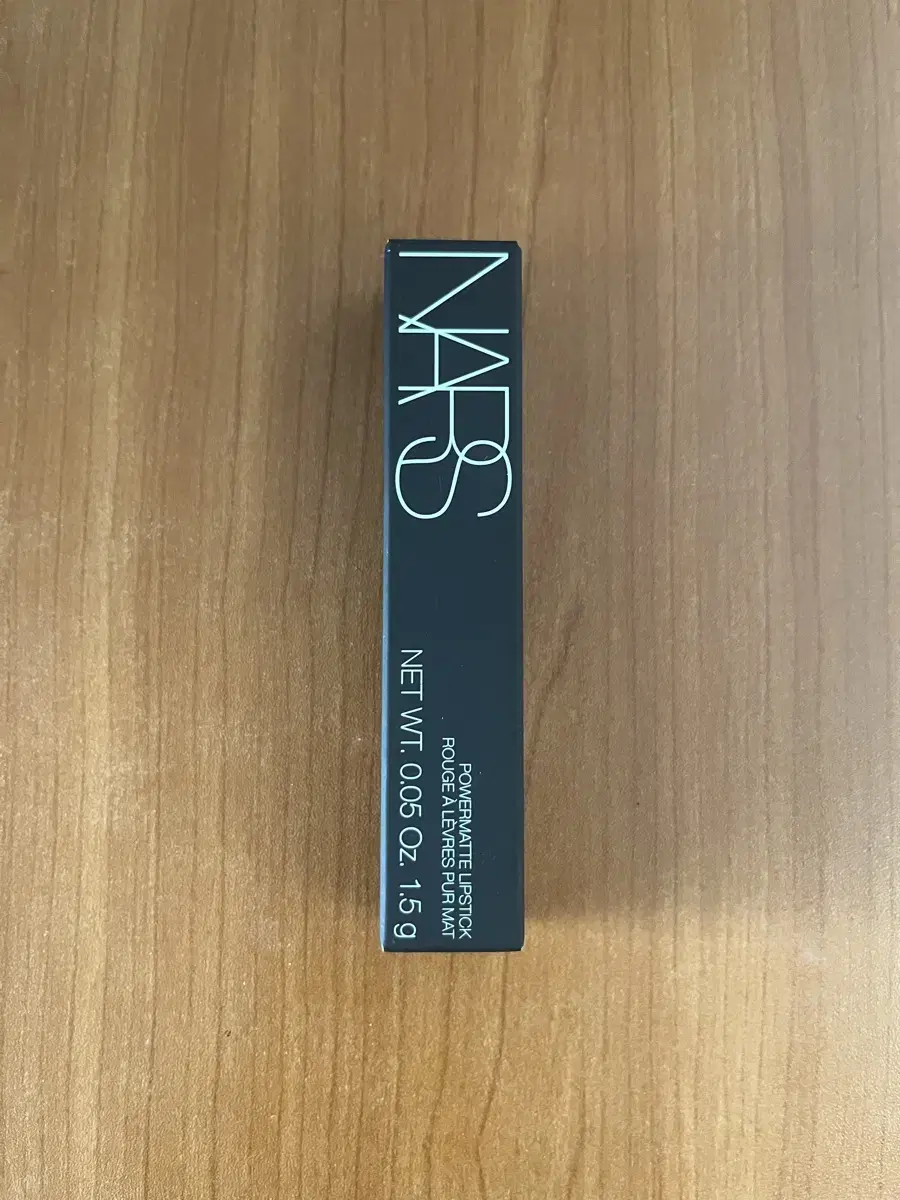 NARS
POWERMATTE LIPSTICK
ROUGE À LÈVRES PUR MAT
NET WT. 0.05 Oz. 1.5 g